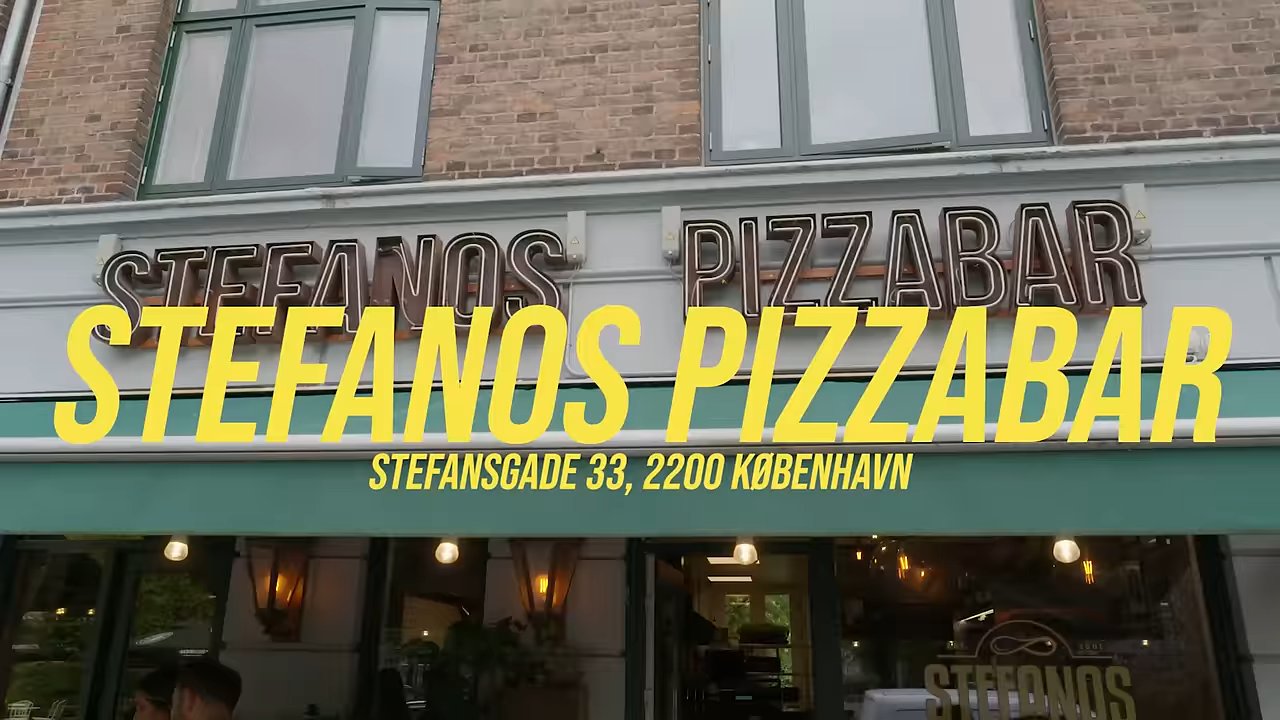 STEFANOS PIZZABAR
STEFANOS PIZZABAR
STEFANSGADE 33, 2200 KØBENHAVN
STEFANOS